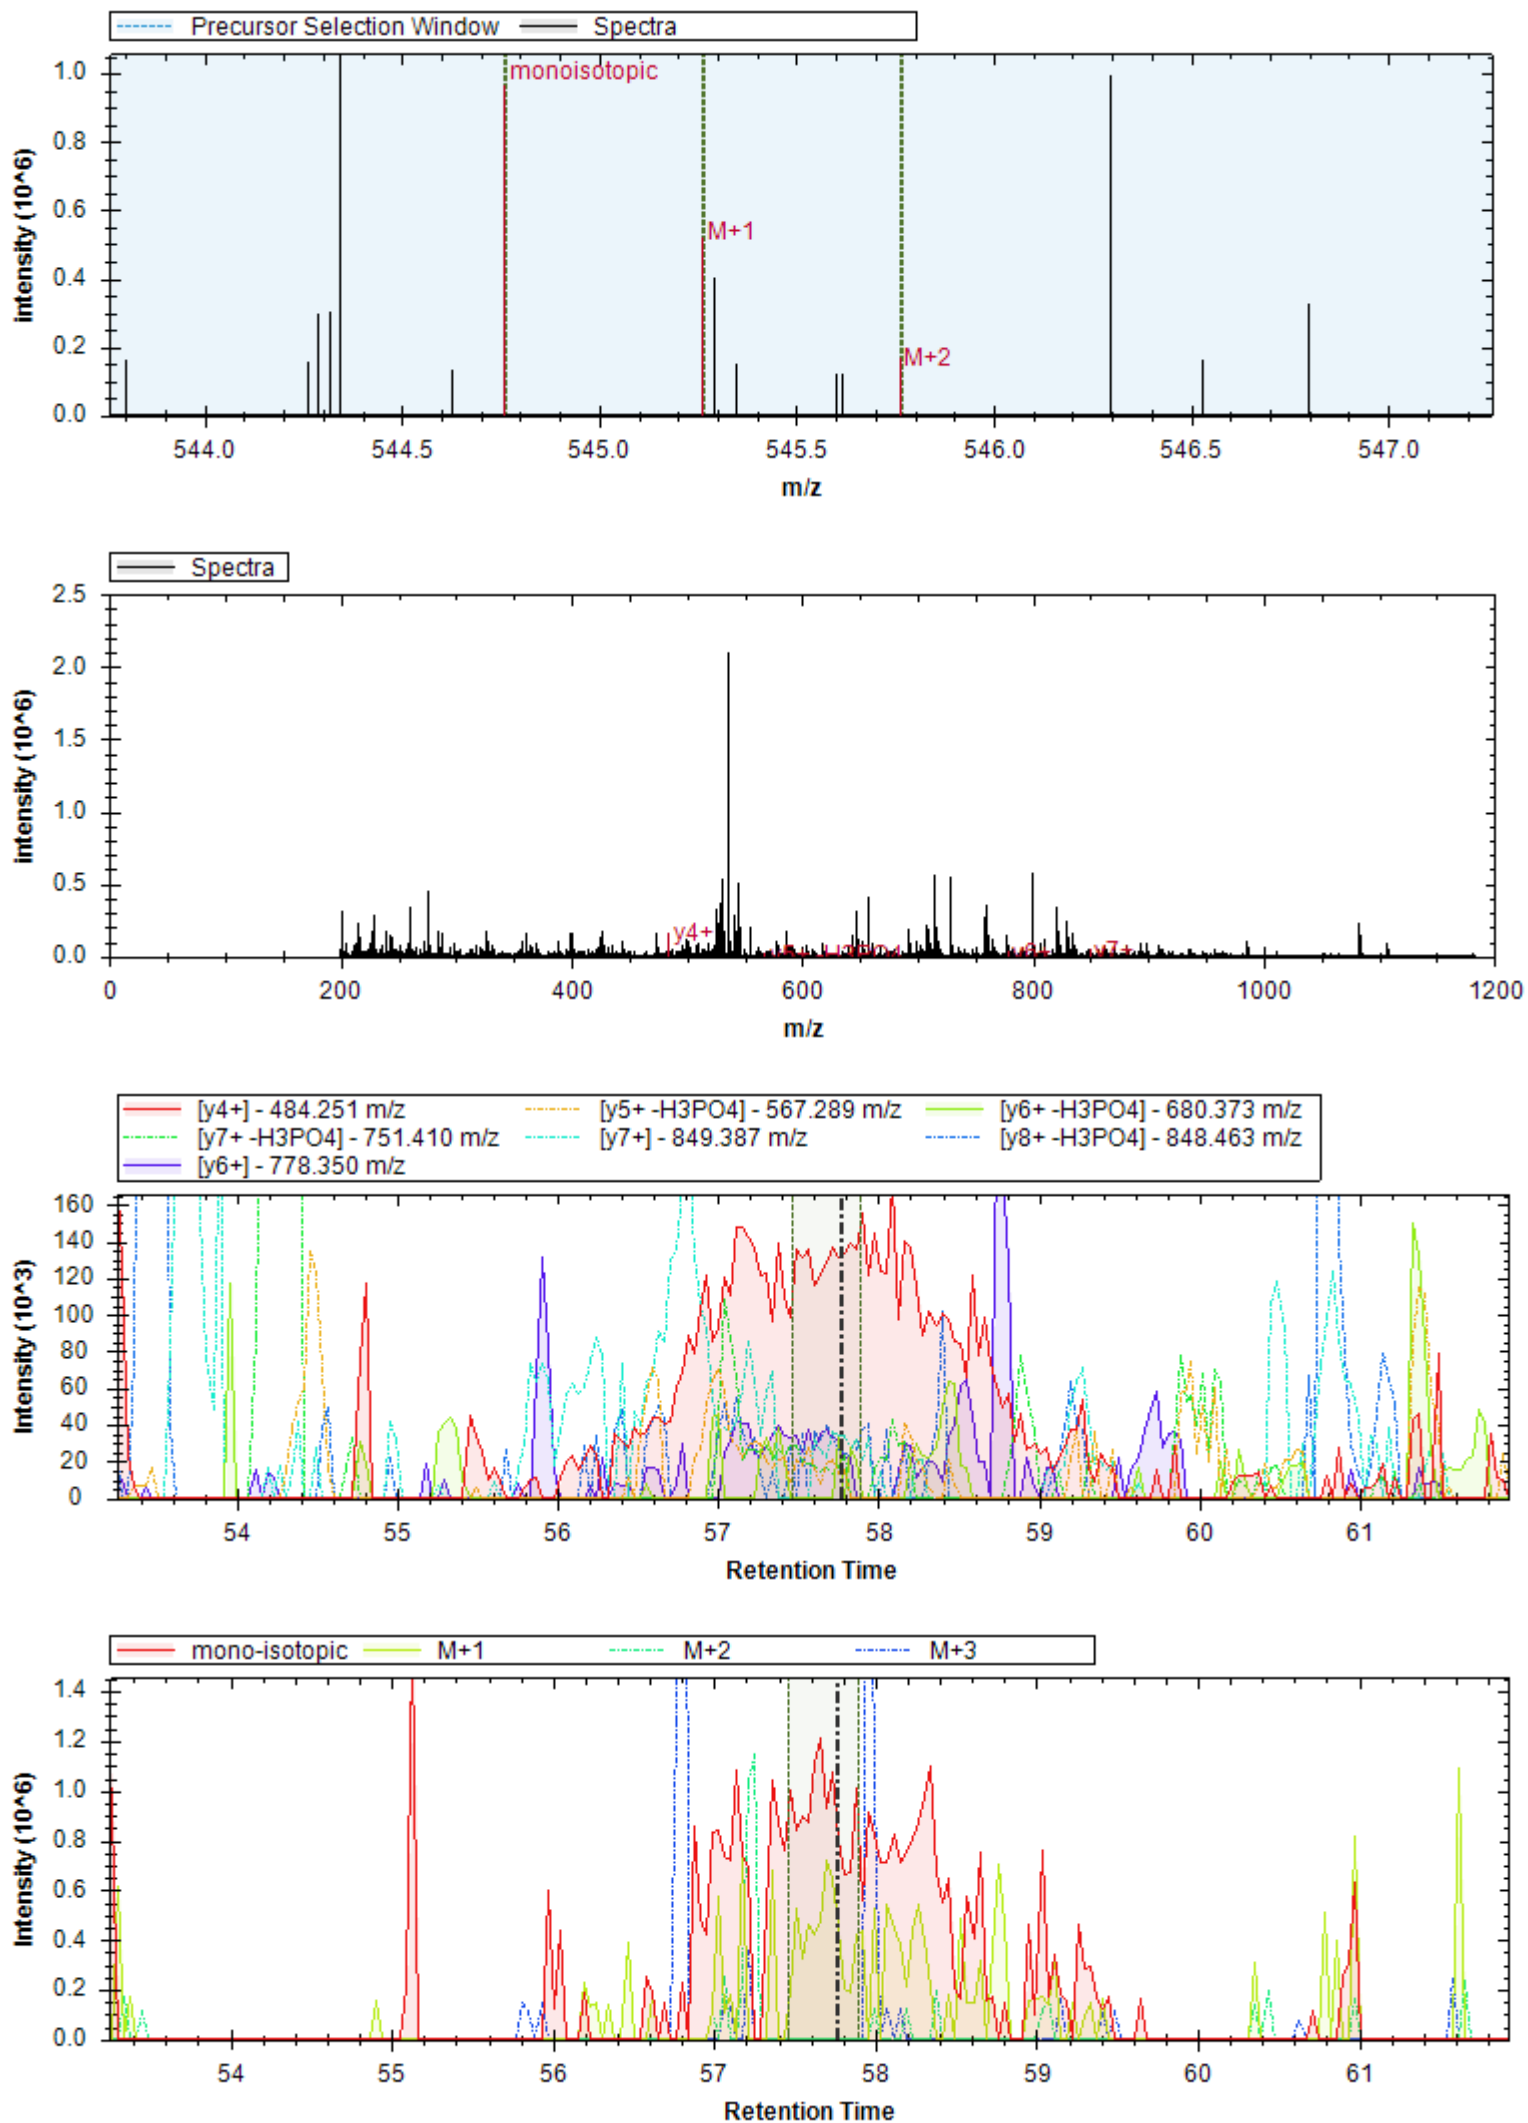 Precursor Selection Window Spectra
1.0
0.8
0.6
0.4
0.2
0.0
intensity (10^6)
monoisotopic
M+1
M+2
544.0 544.5 545.0 545.5 546.0 546.5 547.0
m/z
Spectra
2.5
2.0
1.5
1.0
0.5
0.0
intensity (10^6)
y4+
y6+
y7+
0 200 400 600 800 1000 1200
m/z
[y4+] - 484.251 m/z [y5+ -H3PO4] - 567.289 m/z [y6+ -H3PO4] - 680.373 m/z
[y7+ -H3PO4] - 751.410 m/z [y7+] - 849.387 m/z [y8+ -H3PO4] - 848.463 m/z
[y6+] - 778.350 m/z
160
140
120
100
80
60
40
20
0
Intensity (10^3)
54 55 56 57 58 59 60 61
Retention Time
mono-isotopic M+1 M+2 M+3
1.4
1.2
1.0
0.8
0.6
0.4
0.2
0.0
Intensity (10^6)
54 55 56 57 58 59 60 61
Retention Time